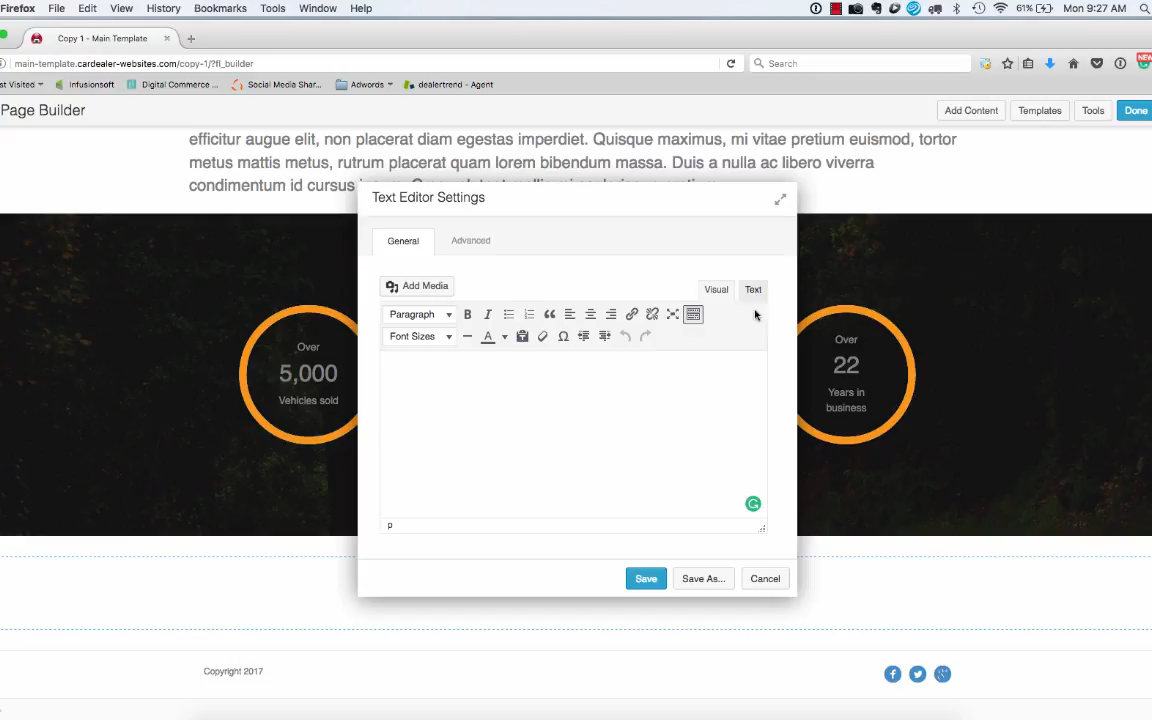 Firefox File Edit View History Bookmarks Tools Window Help 61% Mon 9:27 AM
Copy 1 - Main Template
main-template.cardealer-websites.com/copy-1/?fl_builder Search NEW
st Visited Infusionsoft Digital Commerce ... Social Media Shar... Adwords dealertrend - Agent
Page Builder Add Content Templates Tools Done
efficitur augue elit, non placerat diam egestas imperdiet. Quisque maximus, mi vitae pretium euismod, tortor
metus mattis metus, rutrum placerat quam lorem bibendum massa. Duis a nulla ac libero viverra
condimentum id cursus
Text Editor Settings
General Advanced
Add Media Visual Text
Paragraph B I
Font Sizes A Ω
Over
5,000
Vehicles sold
Over
22
Years in
business
p
Save Save As... Cancel
Copyright 2017